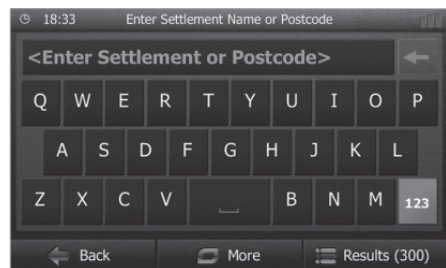 18:33 Enter Settlement Name or Postcode
<Enter Settlement or Postcode>
Q W E R T Y U I O P
A S D F G H J K L
Z X C V B N M 123
Back More Results (300)